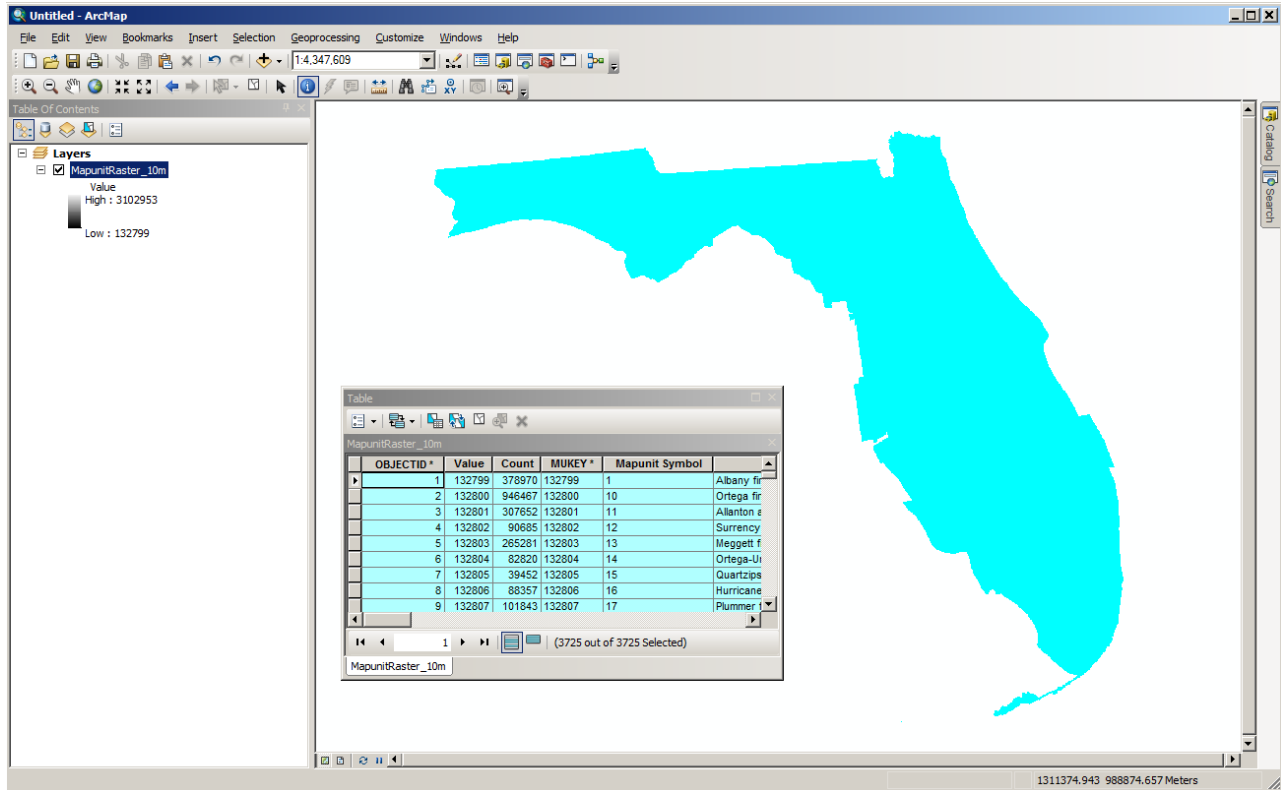 Untitled - ArcMap
File Edit View Bookmarks Insert Selection Geoprocessing Customize Windows Help
1:4,347,609
Table Of Contents
Layers
MapunitRaster_10m
Value
High : 3102953
Low : 132799
Catalog
Search
Table
MapunitRaster_10m
OBJECTID * Value Count MUKEY * Mapunit Symbol
1 132799 378970 132799 1 Albany fir
2 132800 946467 132800 10 Ortega fir
3 132801 307652 132801 11 Allanton a
4 132802 90685 132802 12 Surrency
5 132803 265281 132803 13 Meggett f
6 132804 82820 132804 14 Ortega-Ur
7 132805 39452 132805 15 Quartzips
8 132806 88357 132806 16 Hurricane
9 132807 101843 132807 17 Plummer f
1 (3725 out of 3725 Selected)
MapunitRaster_10m
1311374.943 988874.657 Meters